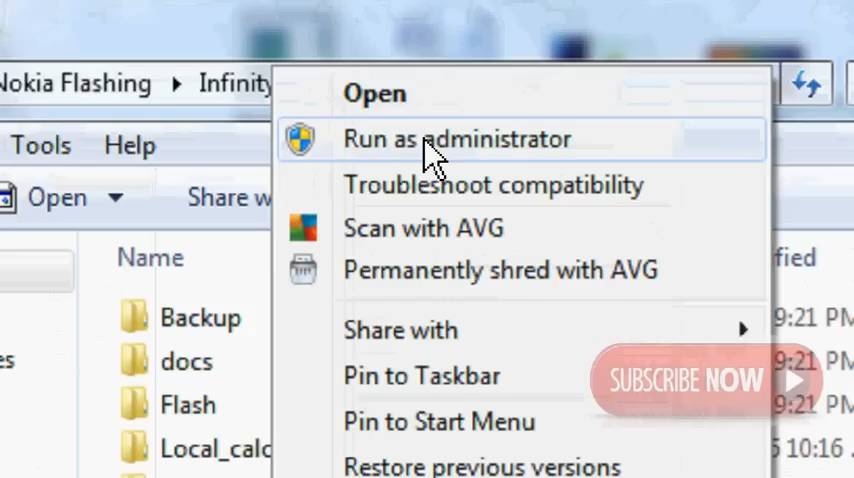 Nokia Flashing Infinity
Open
Run as administrator
Tools Help
Troubleshoot compatibility
Open Share w
Scan with AVG
Name
fied
Permanently shred with AVG
Backup
9:21 PM
Share with
docs
9:21 PM
Pin to Taskbar
SUBSCRIBE NOW
Flash
9:21 PM
Pin to Start Menu
Local_calc
10:16
Restore previous versions